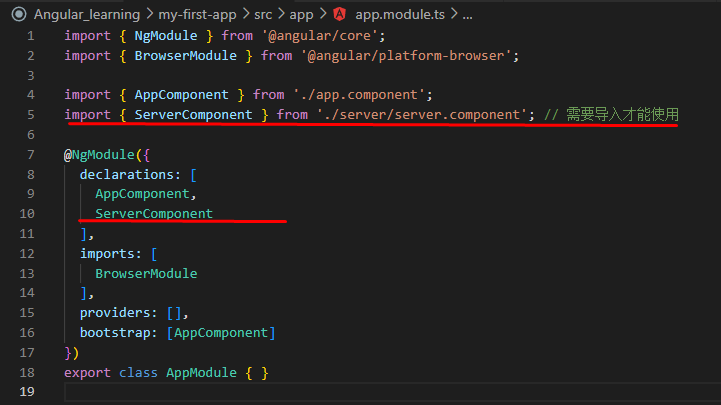 Angular_learning > my-first-app > src > app > app.module.ts > ...
1 import { NgModule } from '@angular/core';
2 import { BrowserModule } from '@angular/platform-browser';
3
4 import { AppComponent } from './app.component';
5 import { ServerComponent } from './server/server.component'; // 需要导入才能使用
6
7 @NgModule({
8   declarations: [
9     AppComponent,
10     ServerComponent
11   ],
12   imports: [
13     BrowserModule
14   ],
15   providers: [],
16   bootstrap: [AppComponent]
17 })
18 export class AppModule { }
19